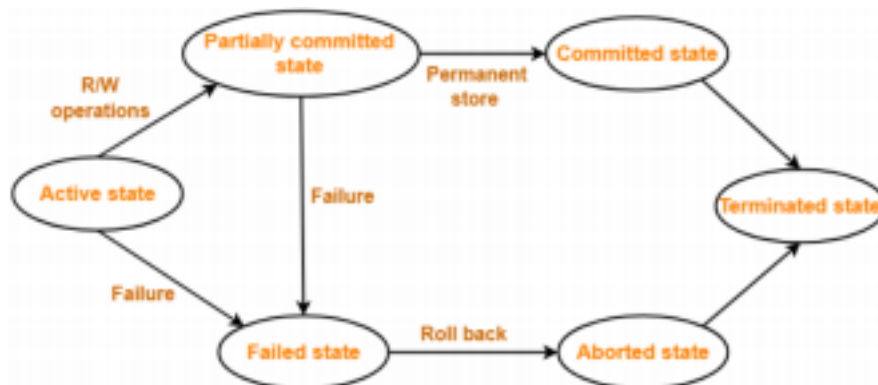 Partially committed
state
Committed state
R/W
operations
Permanent
store
Active state
Failure
Terminated state
Failure
Failed state
Roll back
Aborted state